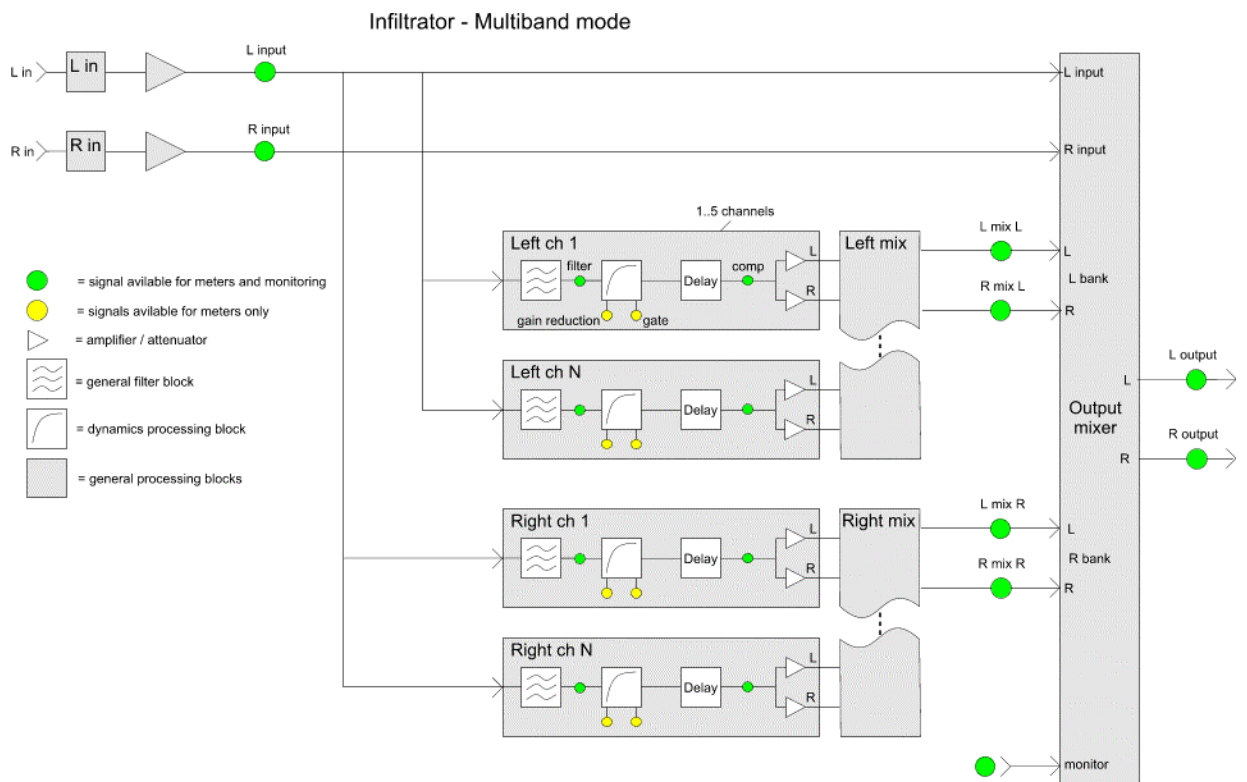 Infiltrator - Multiband mode
L in
L in
L input
L input
R in
R in
R input
R input
1..5 channels
Left ch 1
filter
Delay
comp
L
R
gain reduction
gate
Left mix
L mix L
L
L bank
R mix L
R
= signal avilable for meters and monitoring
= signals avilable for meters only
= amplifier / attenuator
= general filter block
= dynamics processing block
= general processing blocks
Left ch N
Delay
L
R
L output
L
Output
mixer
R output
R
Right ch 1
Delay
L
R
Right mix
L mix R
L
R bank
R mix R
R
Right ch N
Delay
L
R
monitor